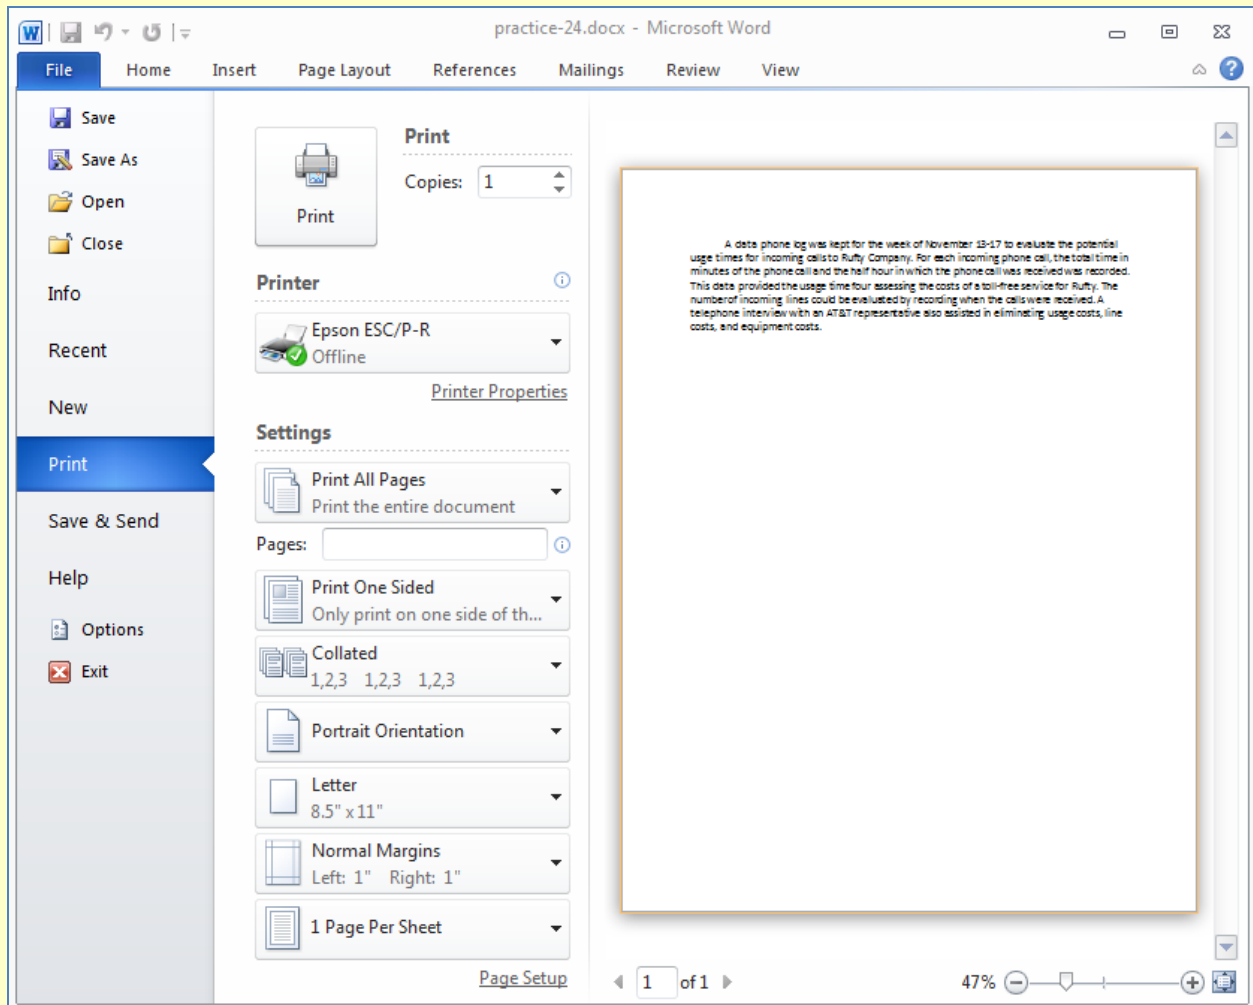 practice-24.docx - Microsoft Word
File Home Insert Page Layout References Mailings Review View
Save
Save As
Open
Close
Info
Recent
New
Print
Save & Send
Help
Options
Exit
Print
Print
Copies: 1
Printer
Epson ESC/P-R
Offline
Printer Properties
Settings
Print All Pages
Print the entire document
Pages:
Print One Sided
Only print on one side of th...
Collated
1,2,3 1,2,3 1,2,3
Portrait Orientation
Letter
8.5" x 11"
Normal Margins
Left: 1" Right: 1"
1 Page Per Sheet
Page Setup
A data phone log was kept for the week of November 13-17 to evaluate the potential
usge times for incoming calls to Rufty Company. For each incoming phone call, the total time in
minutes of the phone call and the half hour in which the phone call was received was recorded.
This data provided the usage time four assessing the costs of a toll-free service for Rufty. The
number of incoming lines could be evaluated by recording when the calls were received. A
telephone interview with an AT&T representative also assisted in eliminating usage costs, line
costs, and equipment costs.
1 of 1
47%